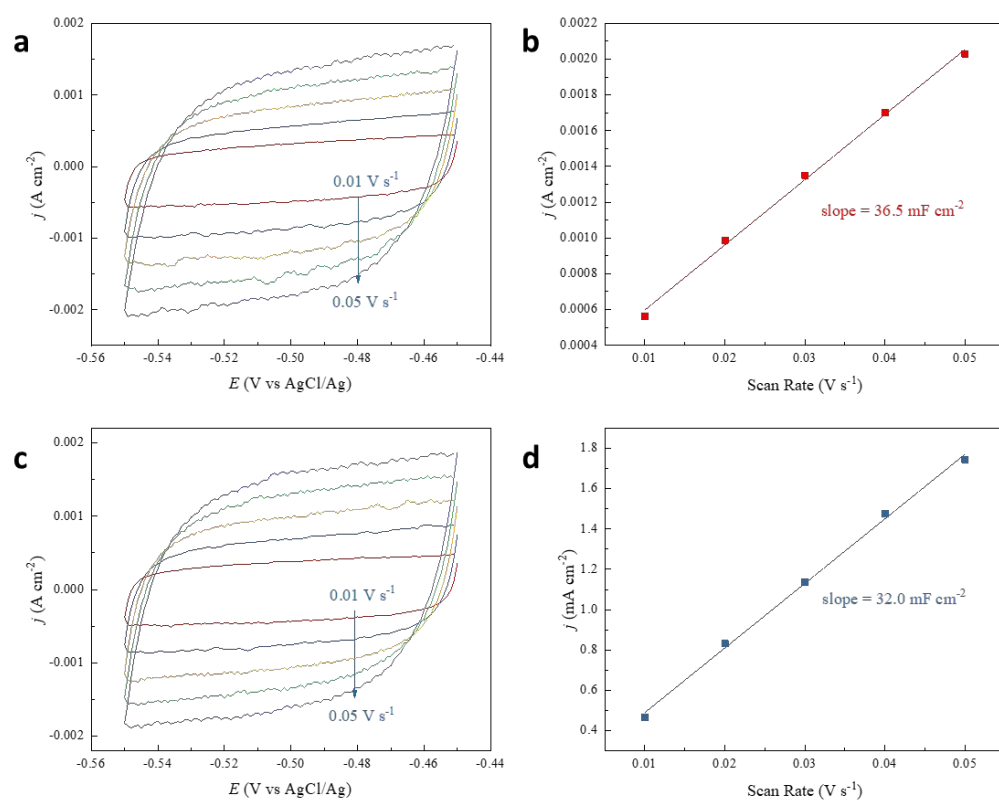 a
0.002
0.001
0.000
-0.001
-0.002
j (A cm⁻²)
0.01 V s⁻¹
0.05 V s⁻¹
-0.56
-0.54
-0.52
-0.50
-0.48
-0.46
-0.44
E (V vs AgCl/Ag)
b
0.0022
0.0020
0.0018
0.0016
0.0014
0.0012
0.0010
0.0008
0.0006
0.0004
j (A cm⁻²)
slope = 36.5 mF cm⁻²
0.01
0.02
0.03
0.04
0.05
Scan Rate (V s⁻¹)
c
0.002
0.001
0.000
-0.001
-0.002
j (A cm⁻²)
0.01 V s⁻¹
0.05 V s⁻¹
-0.56
-0.54
-0.52
-0.50
-0.48
-0.46
-0.44
E (V vs AgCl/Ag)
d
1.8
1.6
1.4
1.2
1.0
0.8
0.6
0.4
j (mA cm⁻²)
slope = 32.0 mF cm⁻²
0.01
0.02
0.03
0.04
0.05
Scan Rate (V s⁻¹)